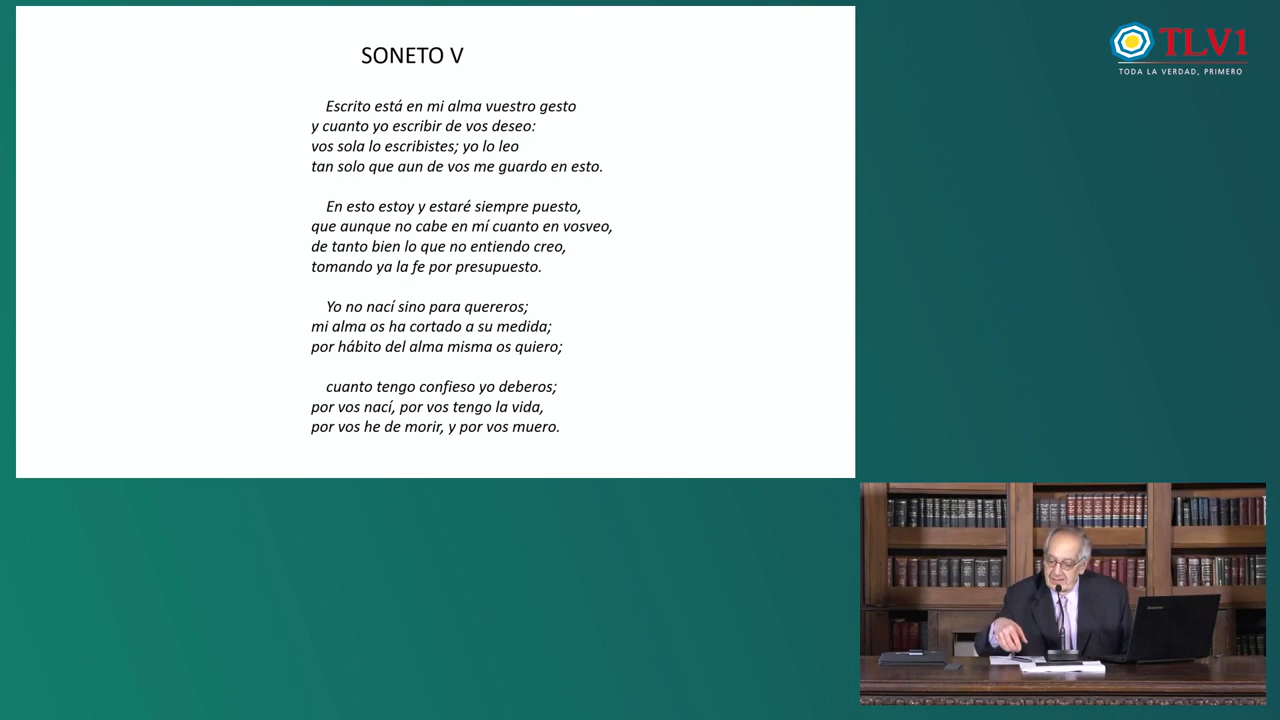 SONETO V
Escrito está en mi alma vuestro gesto
y cuanto yo escribir de vos deseo:
vos sola lo escribistes; yo lo leo
tan solo que aun de vos me guardo en esto.
En esto estoy y estaré siempre puesto,
que aunque no cabe en mí cuanto en vosveo,
de tanto bien lo que no entiendo creo,
tomando ya la fe por presupuesto.
Yo no nací sino para quereros;
mi alma os ha cortado a su medida;
por hábito del alma misma os quiero;
cuanto tengo confieso yo deberos;
por vos nací, por vos tengo la vida,
por vos he de morir, y por vos muero.
TLV1
TODA LA VERDAD, PRIMERO